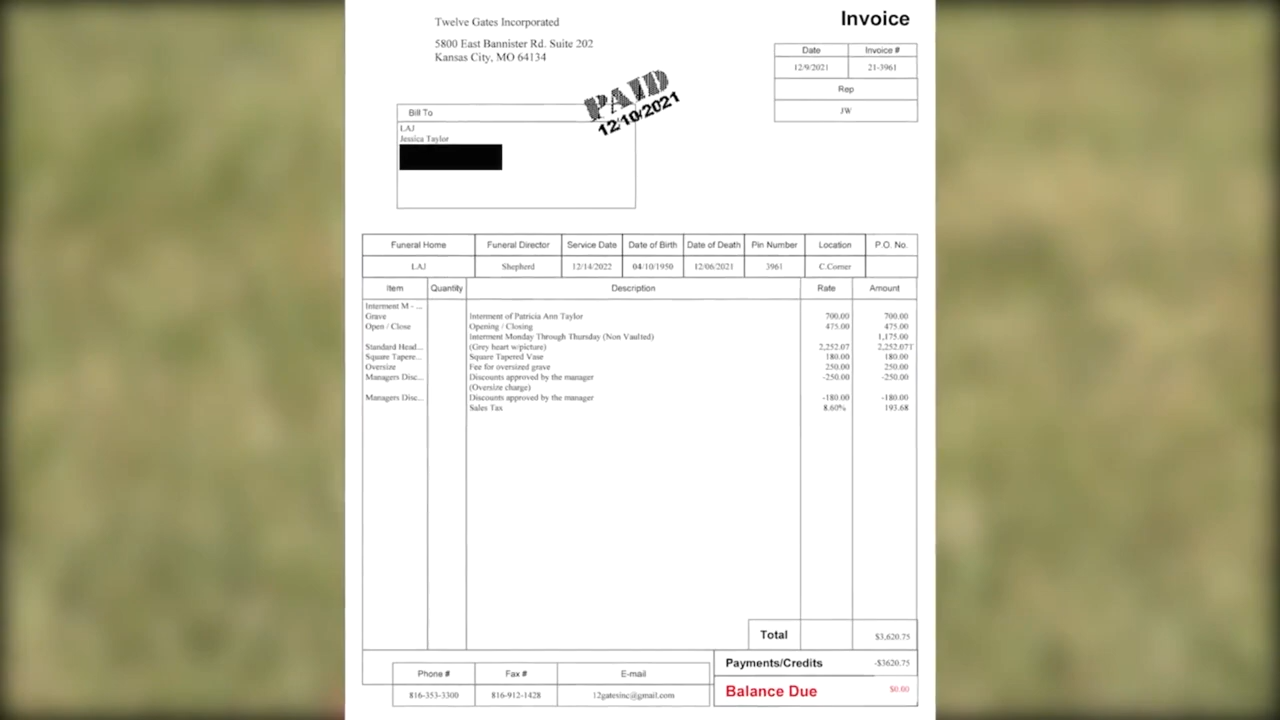 Twelve Gates Incorporated
Invoice
5800 East Bannister Rd. Suite 202
Kansas City, MO 64134
Date Invoice #
12/9/2021 21-3961
Rep
JW
PAID
12/10/2021
Bill To
LAJ
Jessica Taylor
Funeral Home Funeral Director Service Date Date of Birth Date of Death Pin Number Location P.O. No.
LAJ Shepherd 12/14/2022 04/10/1950 12/06/2021 3961 C.Corner
Item Quantity Description Rate Amount
Interment M - ...
Grave Interment of Patricia Ann Taylor 700.00 700.00
Open / Close Opening / Closing 475.00 475.00
Interment Monday Through Thursday (Non Vaulted) 1,175.00
Standard Head... (Grey heart w/picture) 2,252.07 2,252.07T
Square Tapere... Square Tapered Vase 180.00 180.00
Oversize Fee for oversized grave 250.00 250.00
Managers Disc... Discounts approved by the manager -250.00 -250.00
(Oversize charge)
Managers Disc... Discounts approved by the manager -180.00 -180.00
Sales Tax 8.60% 193.68
Total $3,620.75
Payments/Credits -$3620.75
Balance Due $0.00
Phone # Fax # E-mail
816-353-3300 816-912-1428 12gatesinc@gmail.com